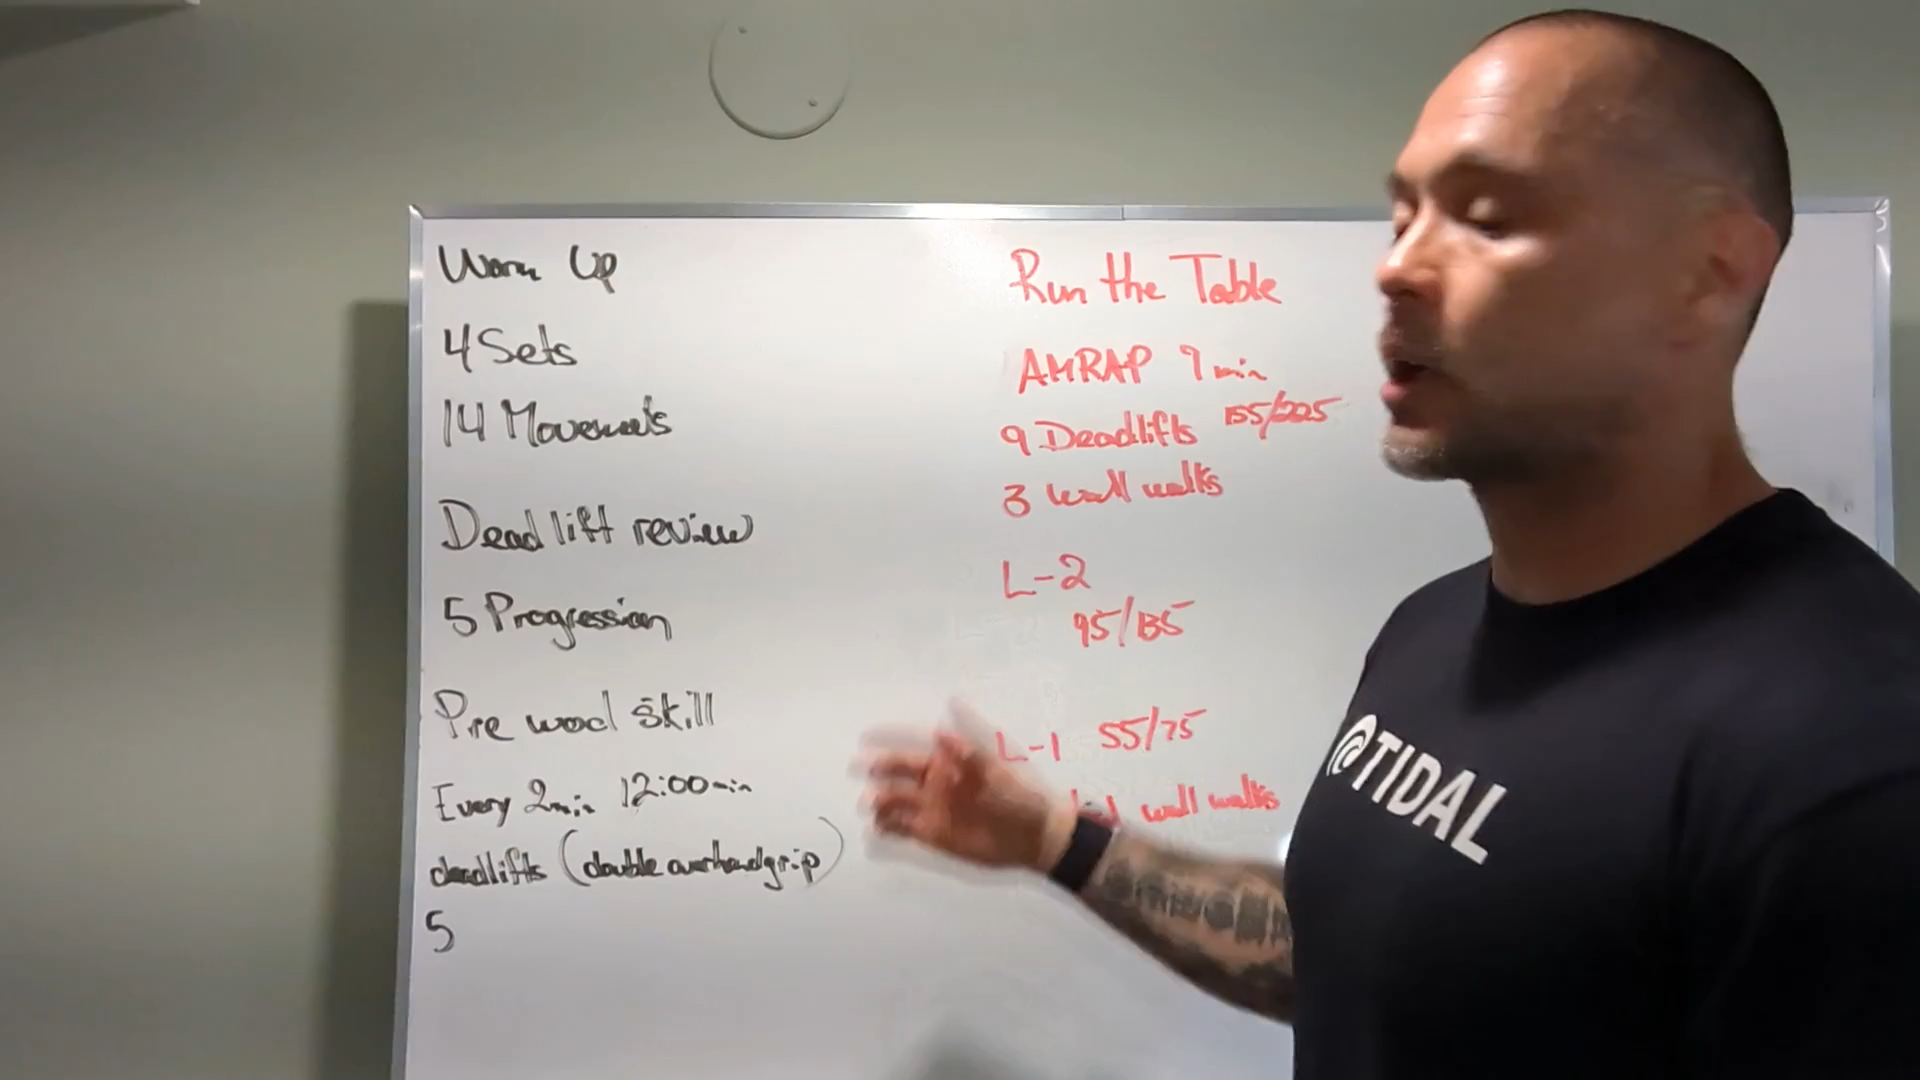 Warm Up
4 Sets
14 Movements
Deadlift review
5 Progression
Pre wod skill
Every 2min 12:00min
deadlifts (double overhand grip)
5
Run the Table
AMRAP 9 min
9 Deadlifts 155/225
3 wall walks
L-2
95/135
L-1 55/75
wall walks
TIDAL